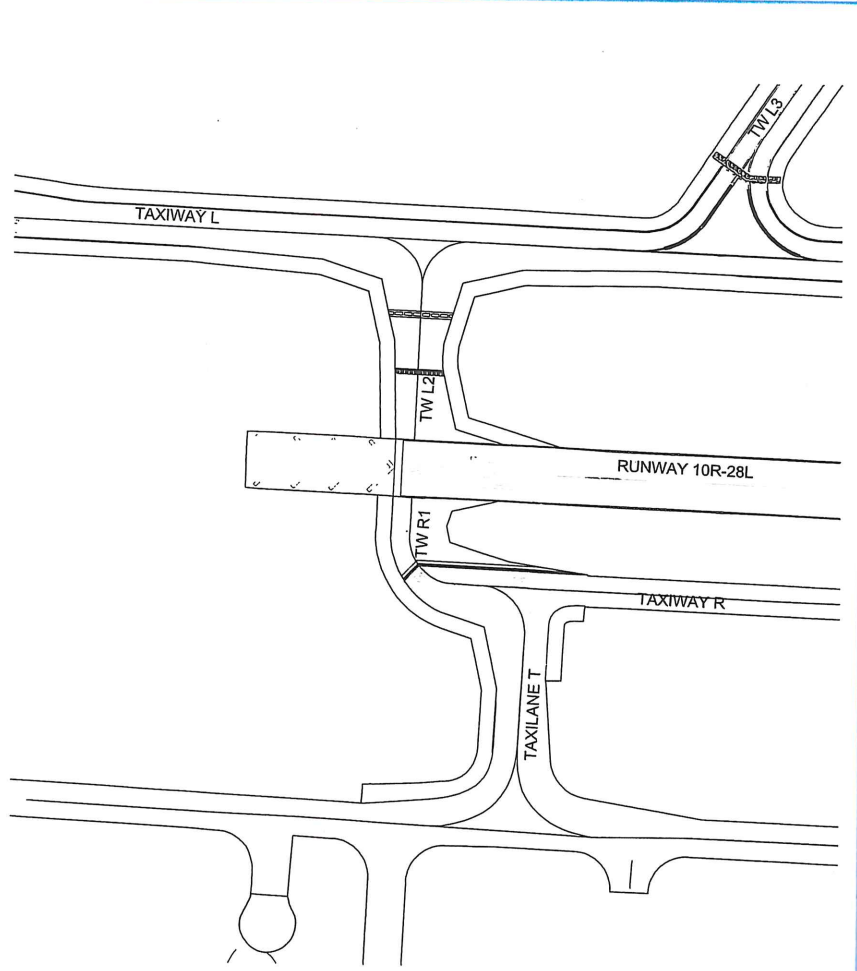 TW L3
TAXIWAY L
TW L2
RUNWAY 10R-28L
TW R1
TAXIWAY R
TAXILANE T